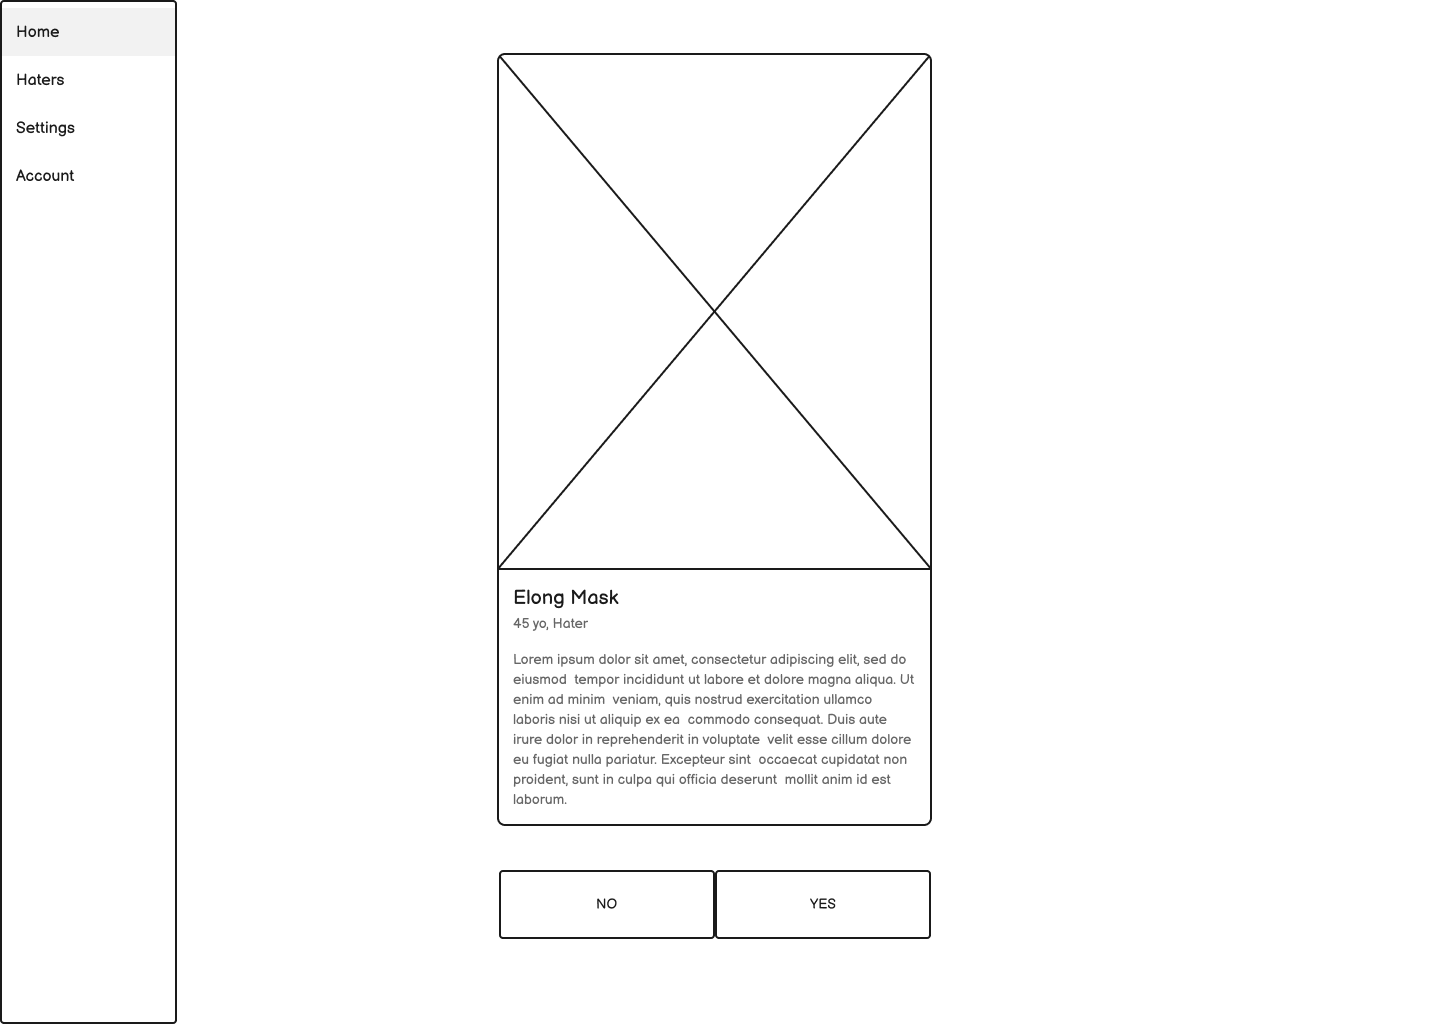 Home
Haters
Settings
Account
Elong Mask
45 yo, Hater
Lorem ipsum dolor sit amet, consectetur adipiscing elit, sed do
eiusmod  tempor incididunt ut labore et dolore magna aliqua. Ut
enim ad minim  veniam, quis nostrud exercitation ullamco
laboris nisi ut aliquip ex ea  commodo consequat. Duis aute
irure dolor in reprehenderit in voluptate  velit esse cillum dolore
eu fugiat nulla pariatur. Excepteur sint  occaecat cupidatat non
proident, sunt in culpa qui officia deserunt  mollit anim id est
laborum.
NO
YES